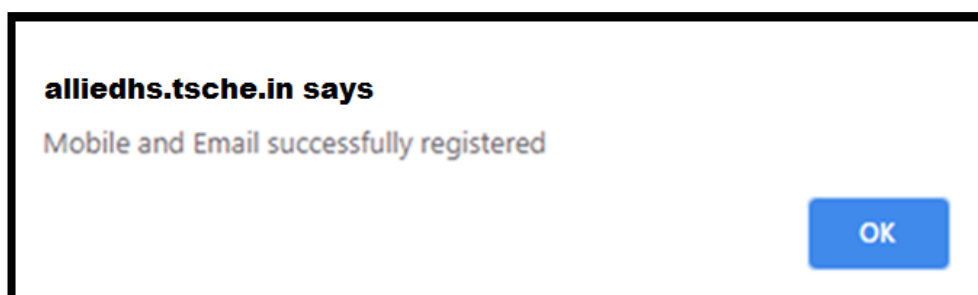 alliedhs.tsche.in says
Mobile and Email successfully registered
OK